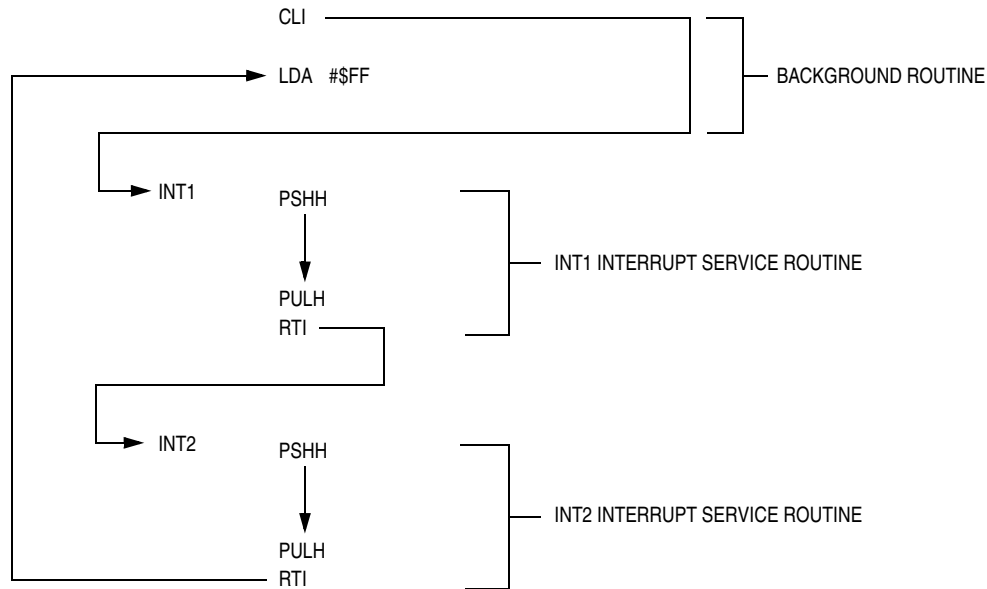 CLI
LDA #$FF
BACKGROUND ROUTINE
INT1
PSHH
INT1 INTERRUPT SERVICE ROUTINE
PULH
RTI
INT2
PSHH
INT2 INTERRUPT SERVICE ROUTINE
PULH
RTI